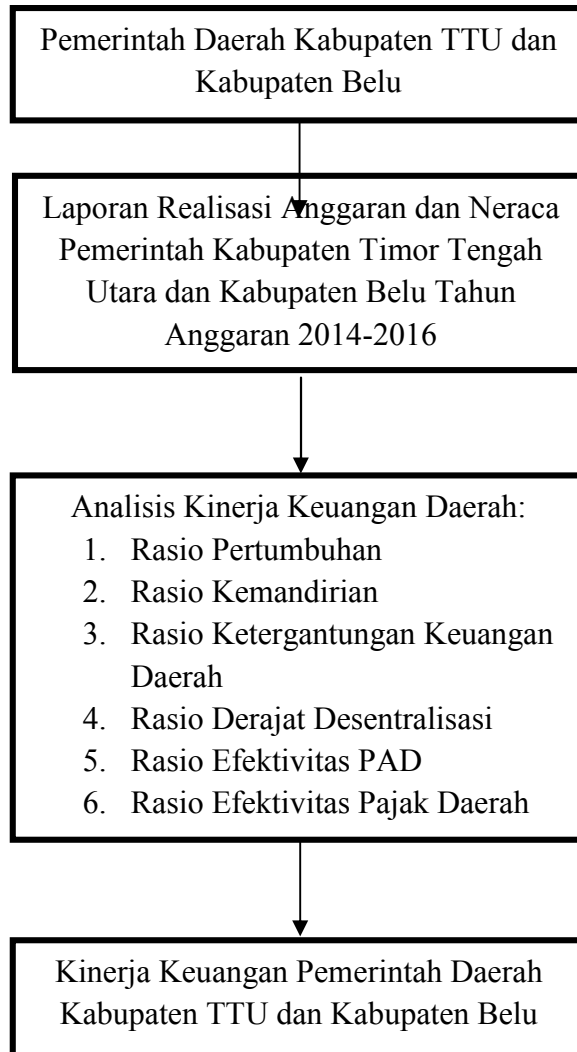 Pemerintah Daerah Kabupaten TTU dan
Kabupaten Belu
Laporan Realisasi Anggaran dan Neraca
Pemerintah Kabupaten Timor Tengah
Utara dan Kabupaten Belu Tahun
Anggaran 2014-2016
Analisis Kinerja Keuangan Daerah:
1. Rasio Pertumbuhan
2. Rasio Kemandirian
3. Rasio Ketergantungan Keuangan
Daerah
4. Rasio Derajat Desentralisasi
5. Rasio Efektivitas PAD
6. Rasio Efektivitas Pajak Daerah
Kinerja Keuangan Pemerintah Daerah
Kabupaten TTU dan Kabupaten Belu